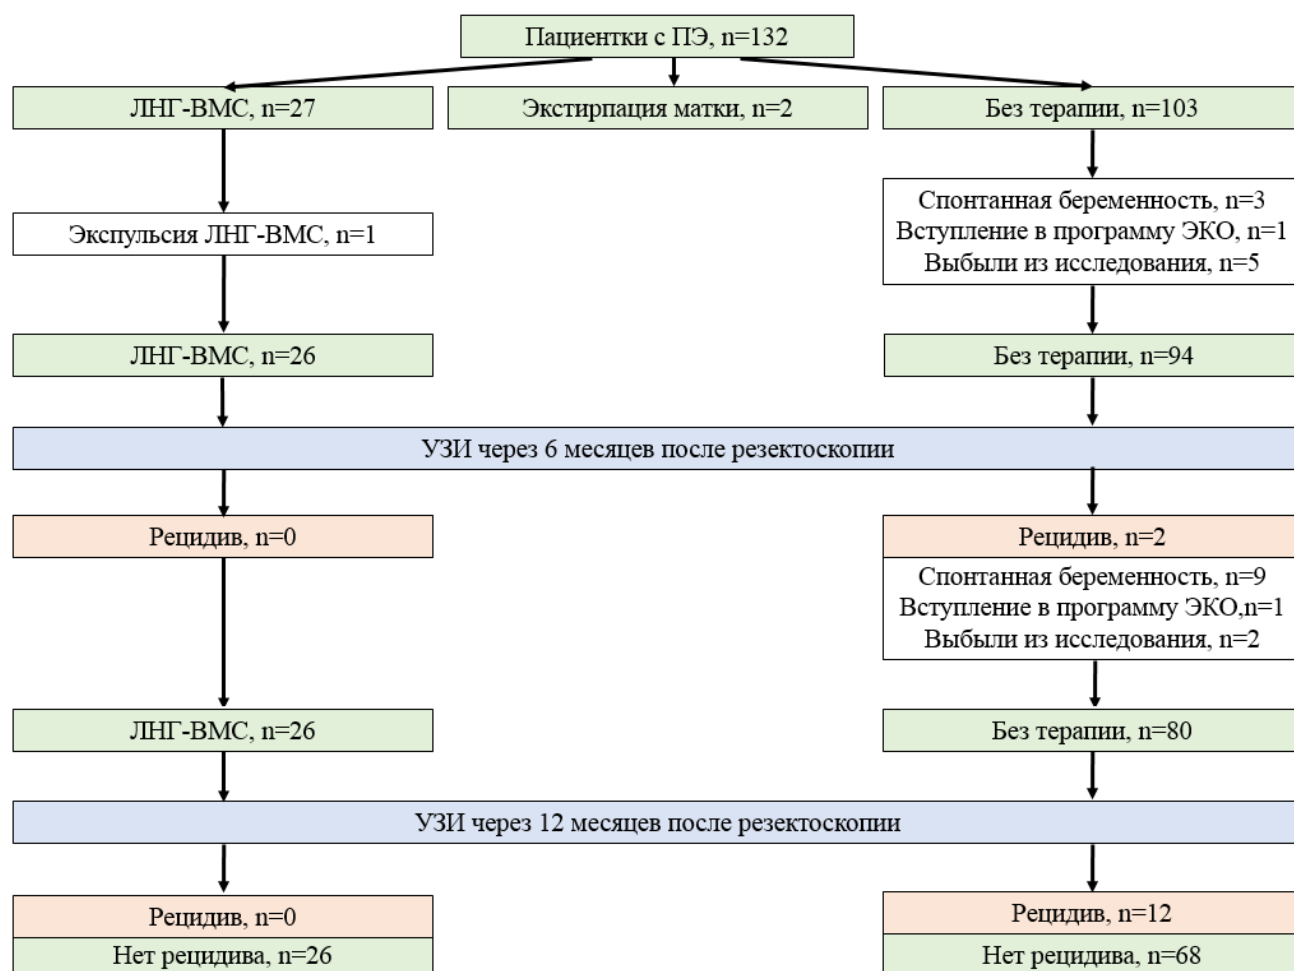 Пациентки с ПЭ, n=132
ЛНГ-ВМС, n=27
Экстирпация матки, n=2
Без терапии, n=103
Спонтанная беременность, n=3
Вступление в программу ЭКО, n=1
Выбыли из исследования, n=5
Экспульсия ЛНГ-ВМС, n=1
ЛНГ-ВМС, n=26
Без терапии, n=94
УЗИ через 6 месяцев после резектоскопии
Рецидив, n=0
Рецидив, n=2
Спонтанная беременность, n=9
Вступление в программу ЭКО,n=1
Выбыли из исследования, n=2
ЛНГ-ВМС, n=26
Без терапии, n=80
УЗИ через 12 месяцев после резектоскопии
Рецидив, n=0
Рецидив, n=12
Нет рецидива, n=26
Нет рецидива, n=68